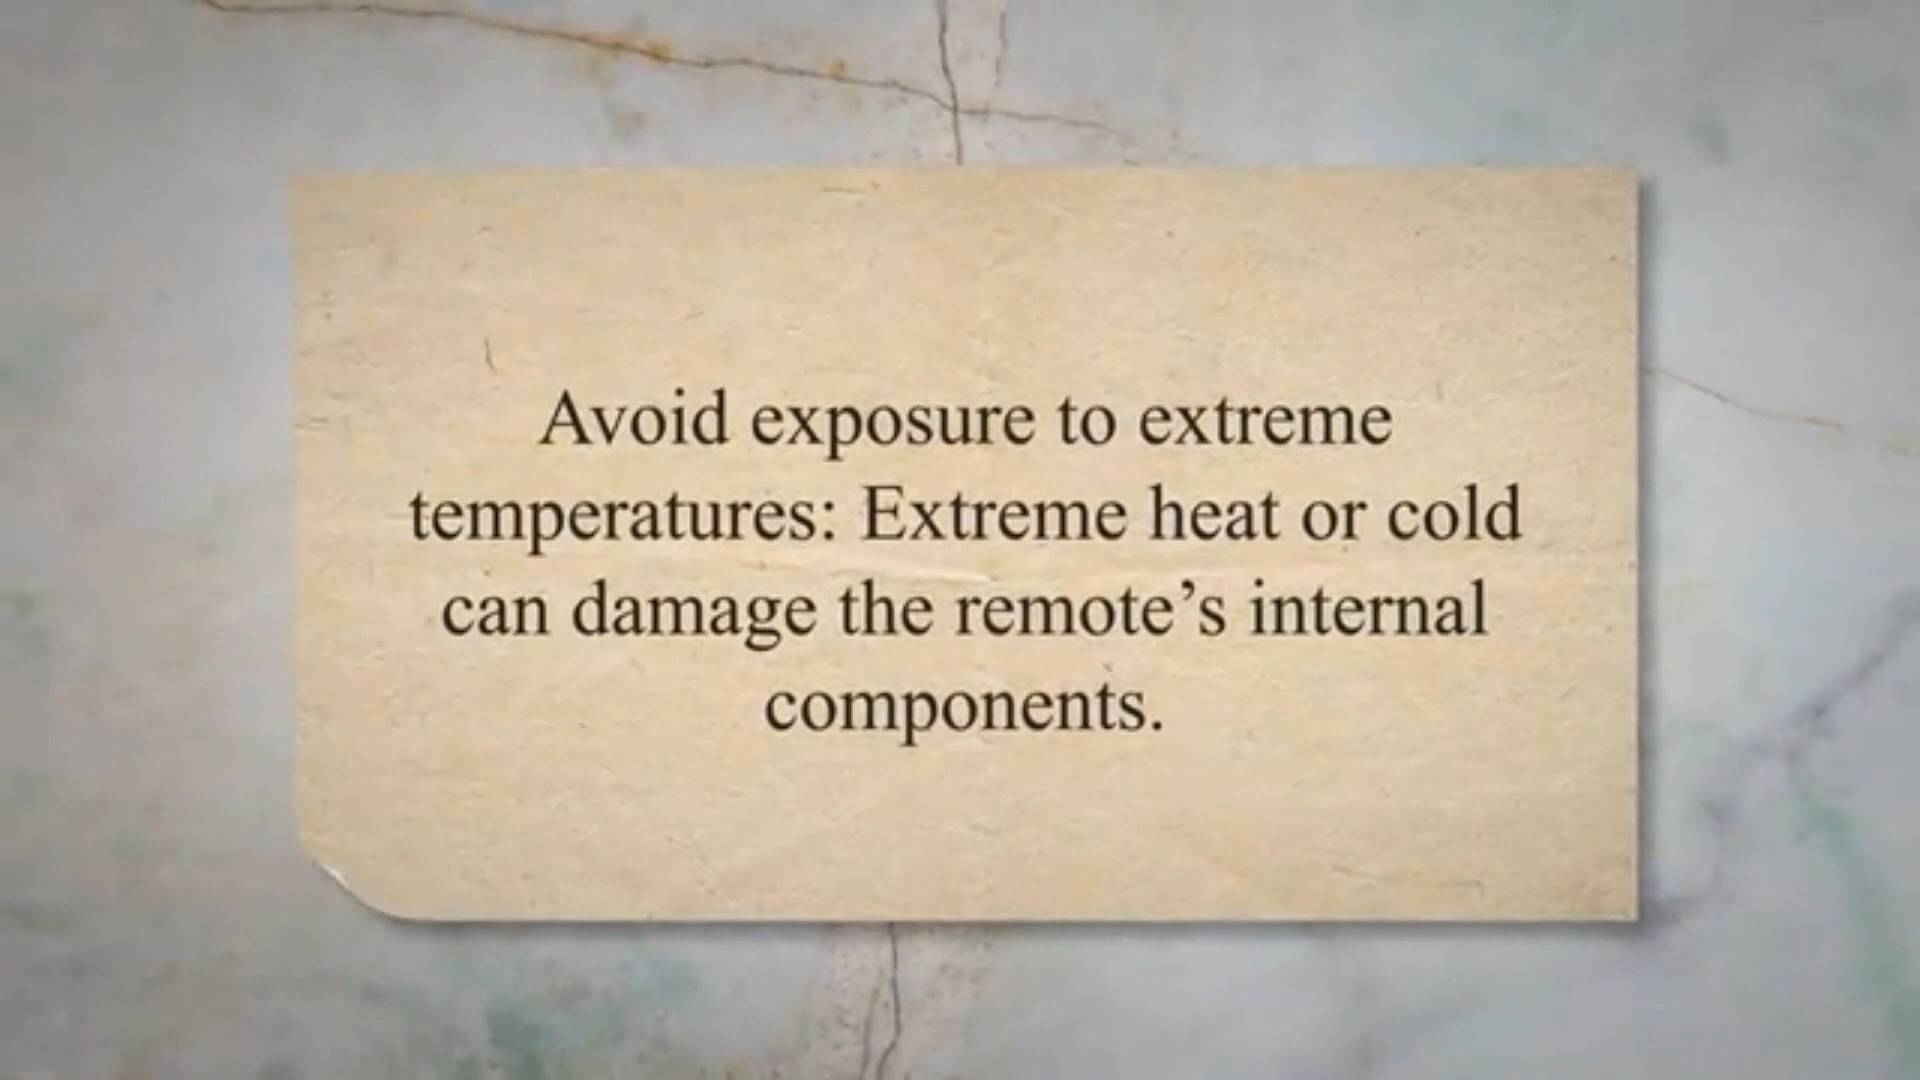 Avoid exposure to extreme
temperatures: Extreme heat or cold
can damage the remote’s internal
components.